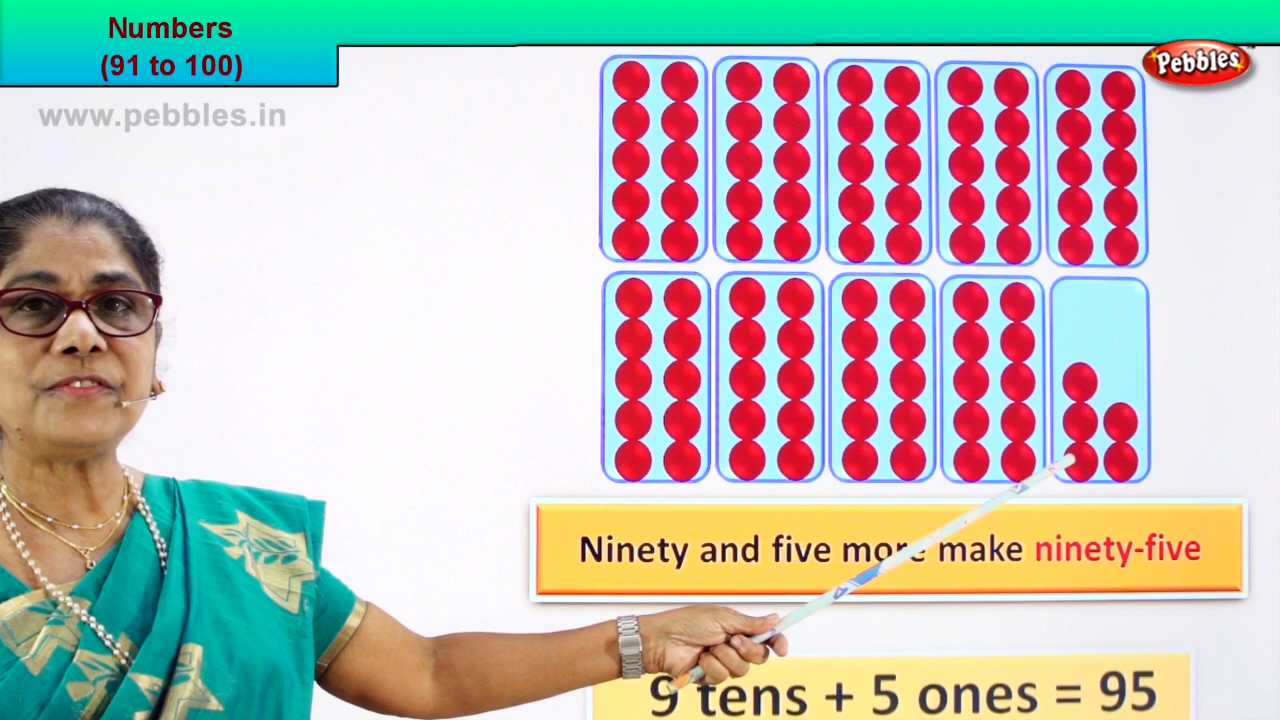 Numbers
(91 to 100)
Pebbles
www.pebbles.in
Ninety and five more make ninety-five
9 tens + 5 ones = 95